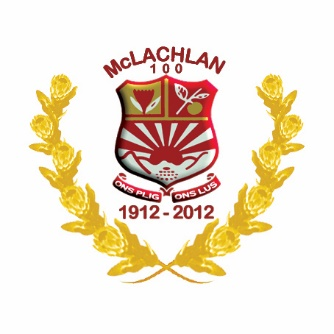 McLACHLAN
100
ONS PLIG ONS LUS
1912 - 2012